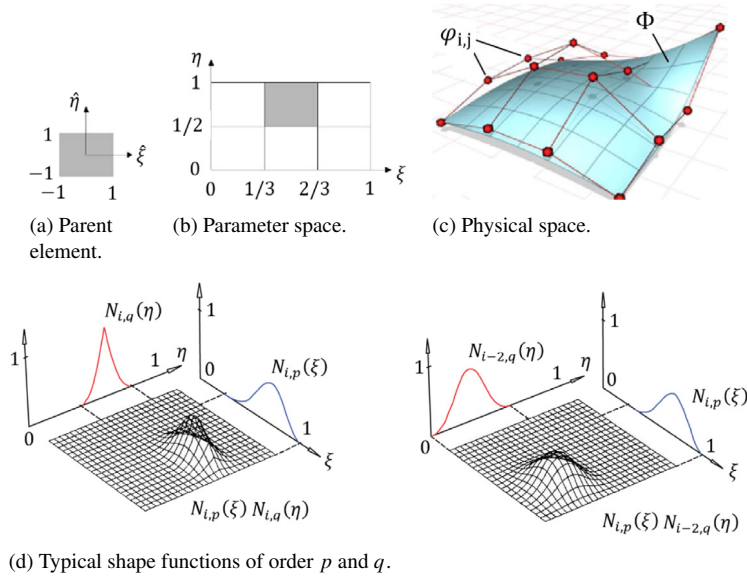 η̂
1
ξ̂
−1
−1 1
(a) Parent
element.
η
1
1/2
0
0 1/3 2/3 1 ξ
(b) Parameter space.
φi,j
Φ
(c) Physical space.
1
Ni,q(η)
1 η
0
1
0
Ni,p(ξ)
1
ξ
Ni,p(ξ) Ni,q(η)
1
Ni−2,q(η)
1 η
0
1
0
Ni,p(ξ)
1
ξ
Ni,p(ξ) Ni−2,q(η)
(d) Typical shape functions of order p and q.